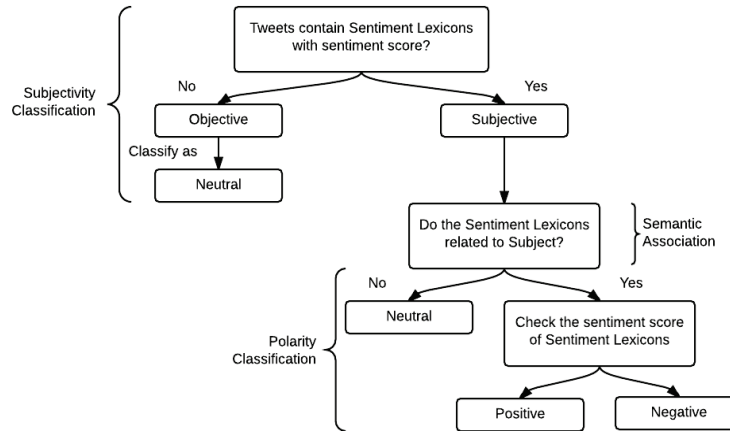 Tweets contain Sentiment Lexicons
with sentiment score?
Subjectivity
Classification
No
Yes
Objective
Subjective
Classify as
Neutral
Do the Sentiment Lexicons
related to Subject?
Semantic
Association
No
Yes
Neutral
Check the sentiment score
of Sentiment Lexicons
Polarity
Classification
Positive
Negative